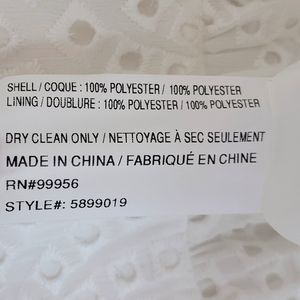 SHELL / COQUE : 100% POLYESTER / 100% POLYESTER
LINING / DOUBLURE : 100% POLYESTER / 100% POLYESTER
DRY CLEAN ONLY / NETTOYAGE À SEC SEULEMENT
MADE IN CHINA / FABRIQUÉ EN CHINE
RN#99956
STYLE#: 5899019